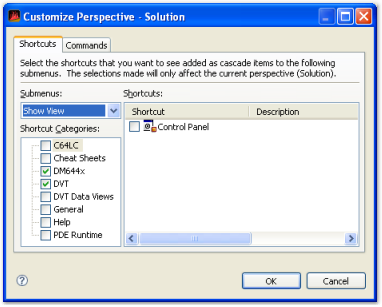 Customize Perspective - Solution
Shortcuts Commands
Select the shortcuts that you want to see added as cascade items to the following
submenus. The selections made will only affect the current perspective (Solution).
Submenus: Shortcuts:
Show View Shortcut Description
Control Panel
Shortcut Categories:
C64LC
Cheat Sheets
DM644x
DVT
DVT Data Views
General
Help
PDE Runtime
OK Cancel